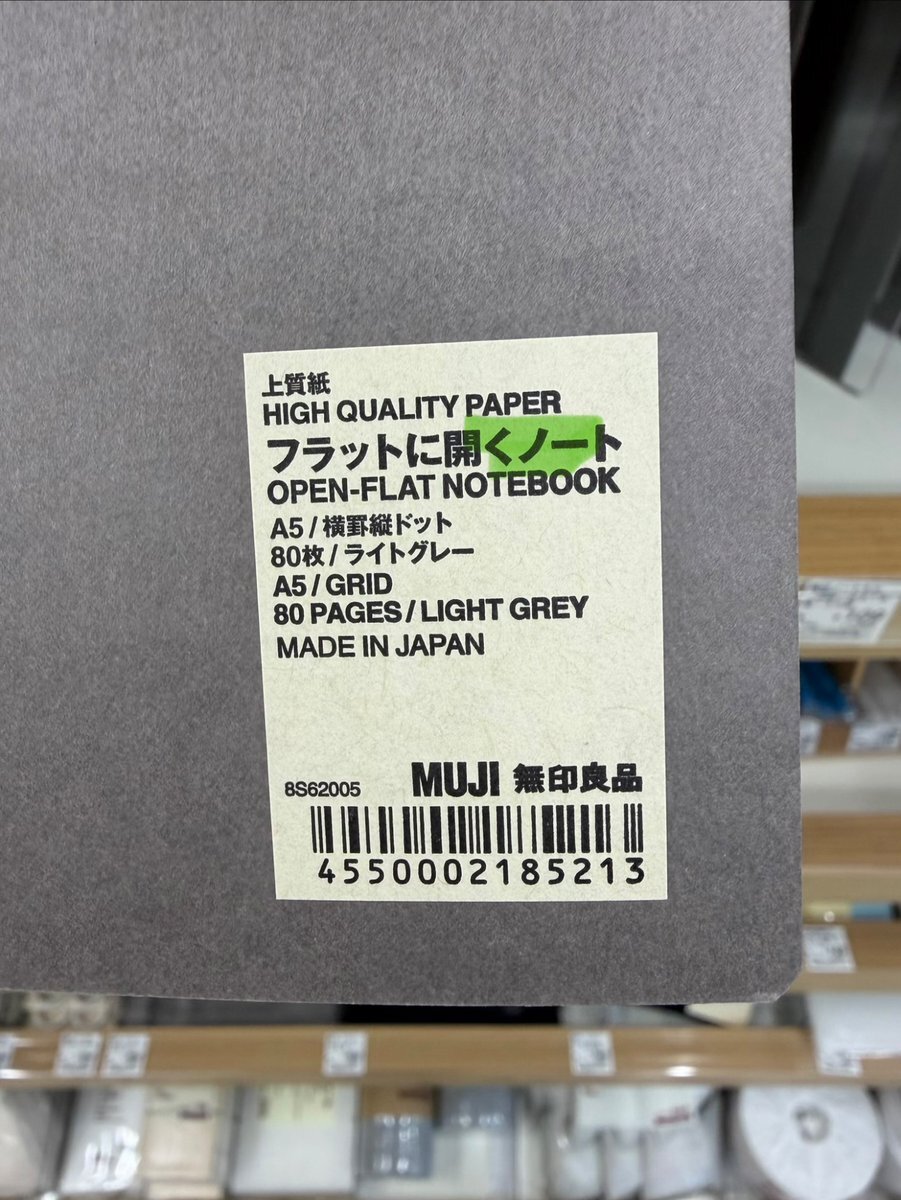 上質紙
HIGH QUALITY PAPER
フラットに開くノート
OPEN-FLAT NOTEBOOK
A5 / 横罫縦ドット
80枚 / ライトグレー
A5 / GRID
80 PAGES / LIGHT GREY
MADE IN JAPAN
8S62005 MUJI 無印良品
4550002185213